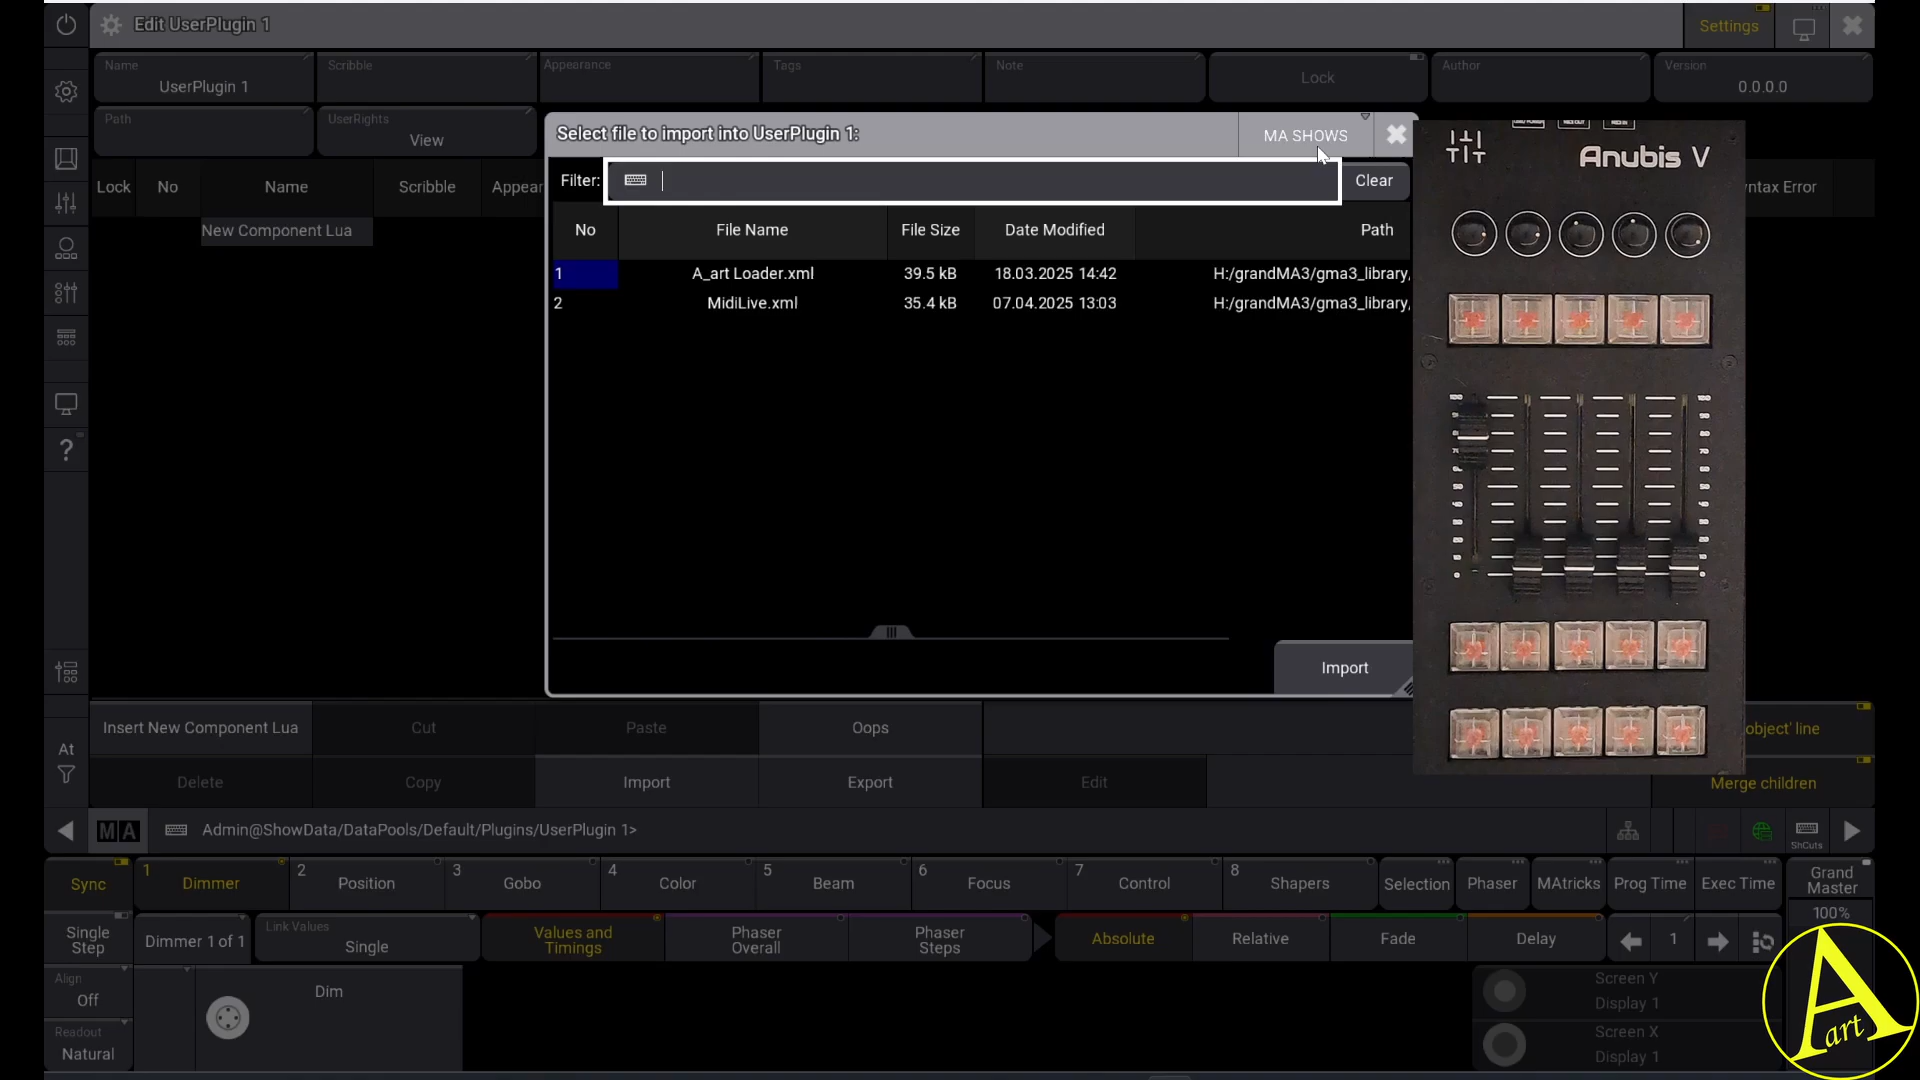 Edit UserPlugin 1
Settings
Name
UserPlugin 1
Scribble
Appearance
Tags
Note
Lock
Author
Version
0.0.0.0
Path
UserRights
View
Select file to import into UserPlugin 1:
MA SHOWS
Filter:
Clear
Lock No Name Scribble Appear
New Component Lua
ntax Error
No File Name File Size Date Modified Path
1 A_art Loader.xml 39.5 kB 18.03.2025 14:42 H:/grandMA3/gma3_library,
2 MidiLive.xml 35.4 kB 07.04.2025 13:03 H:/grandMA3/gma3_library,
Import
Anubis V
Insert New Component Lua Cut Paste Oops
object' line
Delete Copy Import Export Edit
Merge children
At
MA
Admin@ShowData/DataPools/Default/Plugins/UserPlugin 1>
ShCuts
Sync
1 Dimmer
2 Position
3 Gobo
4 Color
5 Beam
6 Focus
7 Control
8 Shapers
Selection
Phaser
MAtricks
Prog Time
Exec Time
Grand
Master
100%
Single
Step
Dimmer 1 of 1
Link Values
Single
Values and
Timings
Phaser
Overall
Phaser
Steps
Absolute
Relative
Fade
Delay
1
Align
Off
Readout
Natural
Dim
Screen Y
Display 1
Screen X
Display 1
A
art